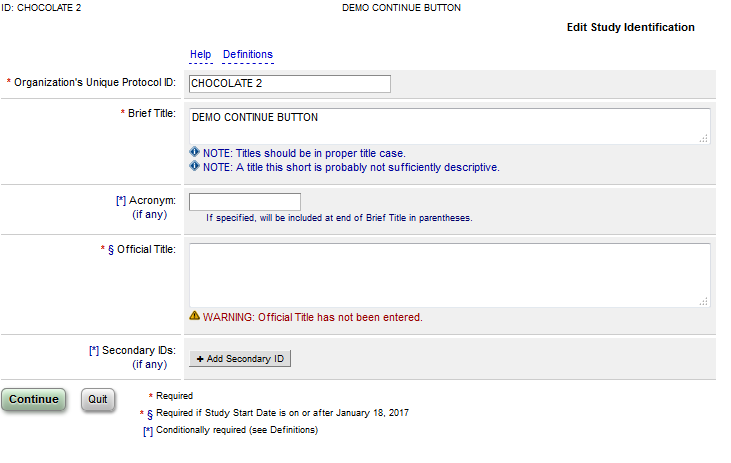 ID: CHOCOLATE 2 DEMO CONTINUE BUTTON
Edit Study Identification
Help Definitions
* Organization's Unique Protocol ID: CHOCOLATE 2
* Brief Title: DEMO CONTINUE BUTTON
NOTE: Titles should be in proper title case.
NOTE: A title this short is probably not sufficiently descriptive.
[*] Acronym:
(if any)
If specified, will be included at end of Brief Title in parentheses.
* § Official Title:
WARNING: Official Title has not been entered.
[*] Secondary IDs:
(if any)
+ Add Secondary ID
Continue Quit
* Required
* § Required if Study Start Date is on or after January 18, 2017
[*] Conditionally required (see Definitions)